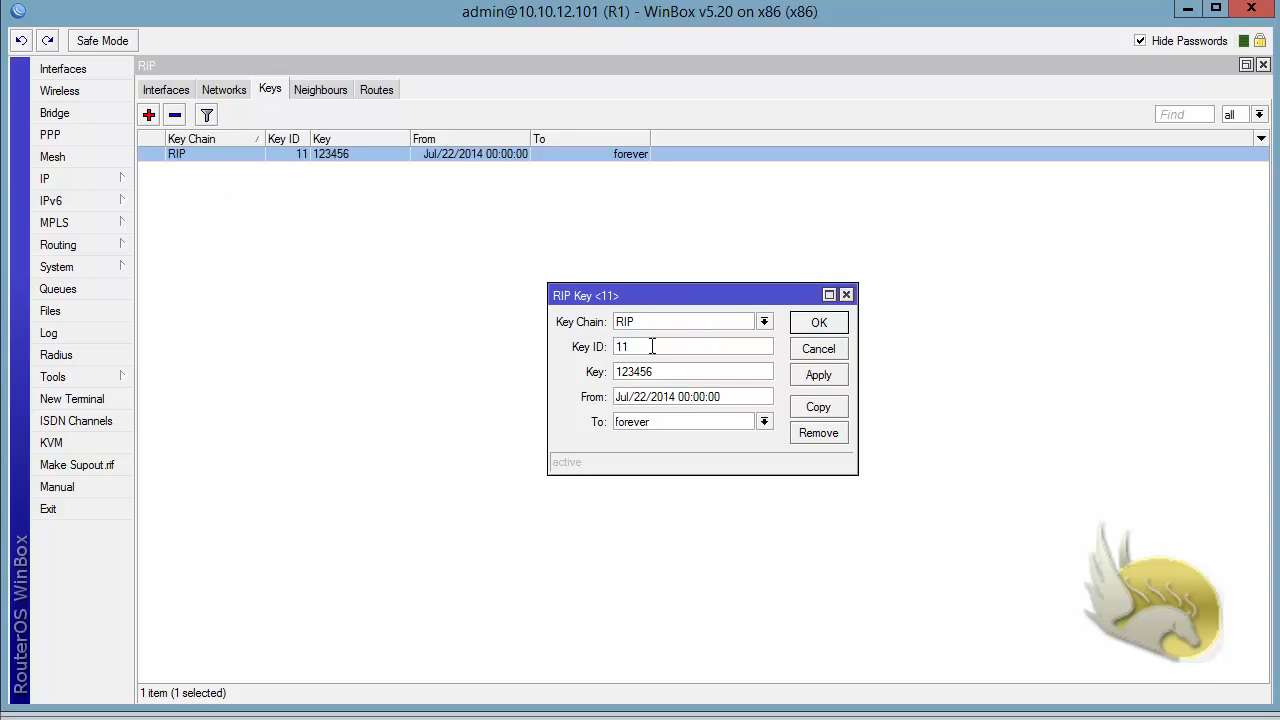 admin@10.10.12.101 (R1) - WinBox v5.20 on x86 (x86)
Safe Mode
Hide Passwords
Interfaces
Wireless
Bridge
PPP
Mesh
IP
IPv6
MPLS
Routing
System
Queues
Files
Log
Radius
Tools
New Terminal
ISDN Channels
KVM
Make Supout.rif
Manual
Exit
RouterOS WinBox
RIP
Interfaces Networks Keys Neighbours Routes
Find all
Key Chain Key ID Key From To
RIP 11 123456 Jul/22/2014 00:00:00 forever
RIP Key <11>
Key Chain: RIP OK
Key ID: 11 Cancel
Key: 123456 Apply
From: Jul/22/2014 00:00:00 Copy
To: forever Remove
active
1 item (1 selected)